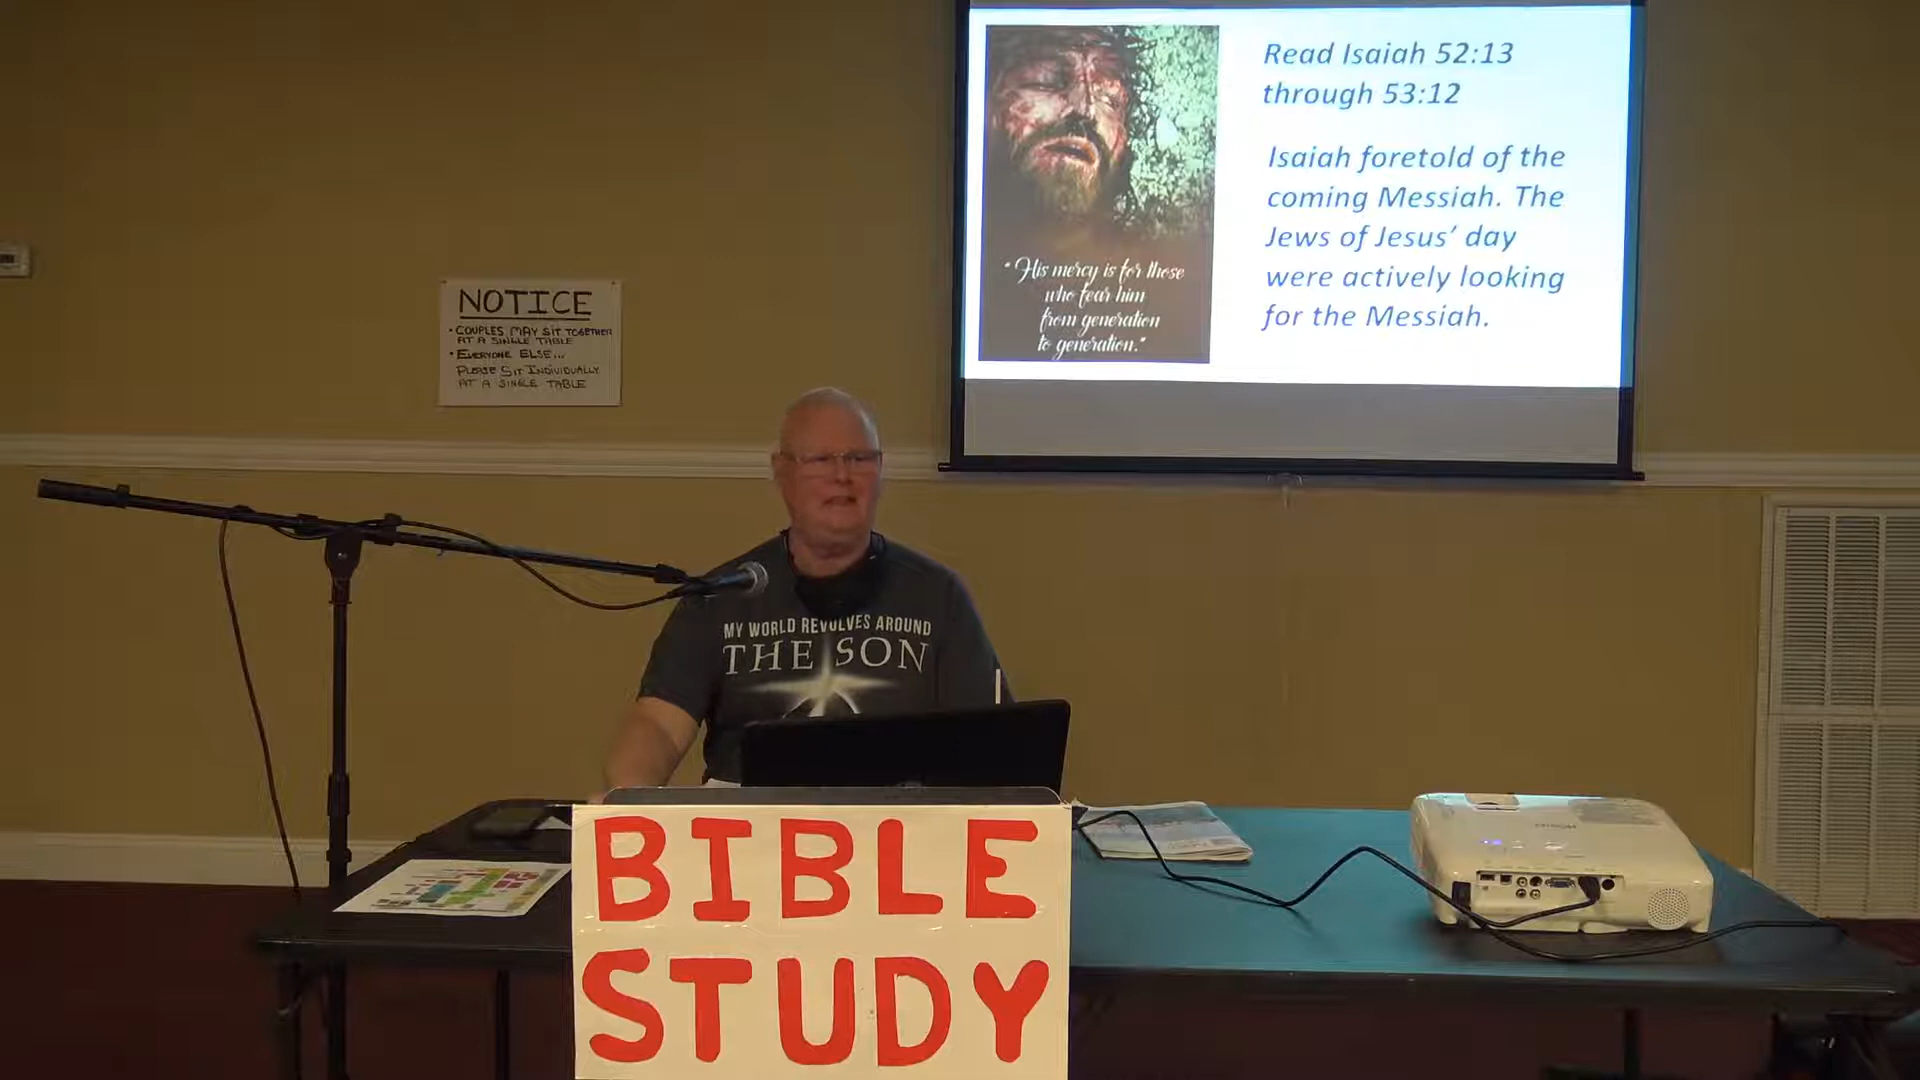 Read Isaiah 52:13
through 53:12
Isaiah foretold of the
coming Messiah. The
Jews of Jesus’ day
were actively looking
for the Messiah.
“His mercy is for those
who fear him
from generation
to generation.”
NOTICE
• COUPLES MAY SIT TOGETHER
AT A SINGLE TABLE
• EVERYONE ELSE...
PLEASE SIT INDIVIDUALLY
AT A SINGLE TABLE
MY WORLD REVOLVES AROUND
THE SON
BIBLE
STUDY